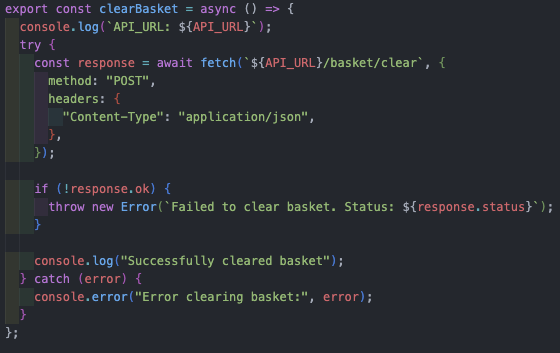 export const clearBasket = async () => {
  console.log(`API_URL: ${API_URL}`);
  try {
    const response = await fetch(`${API_URL}/basket/clear`, {
      method: "POST",
      headers: {
        "Content-Type": "application/json",
      },
    });

    if (!response.ok) {
      throw new Error(`Failed to clear basket. Status: ${response.status}`);
    }

    console.log("Successfully cleared basket");
  } catch (error) {
    console.error("Error clearing basket:", error);
  }
};